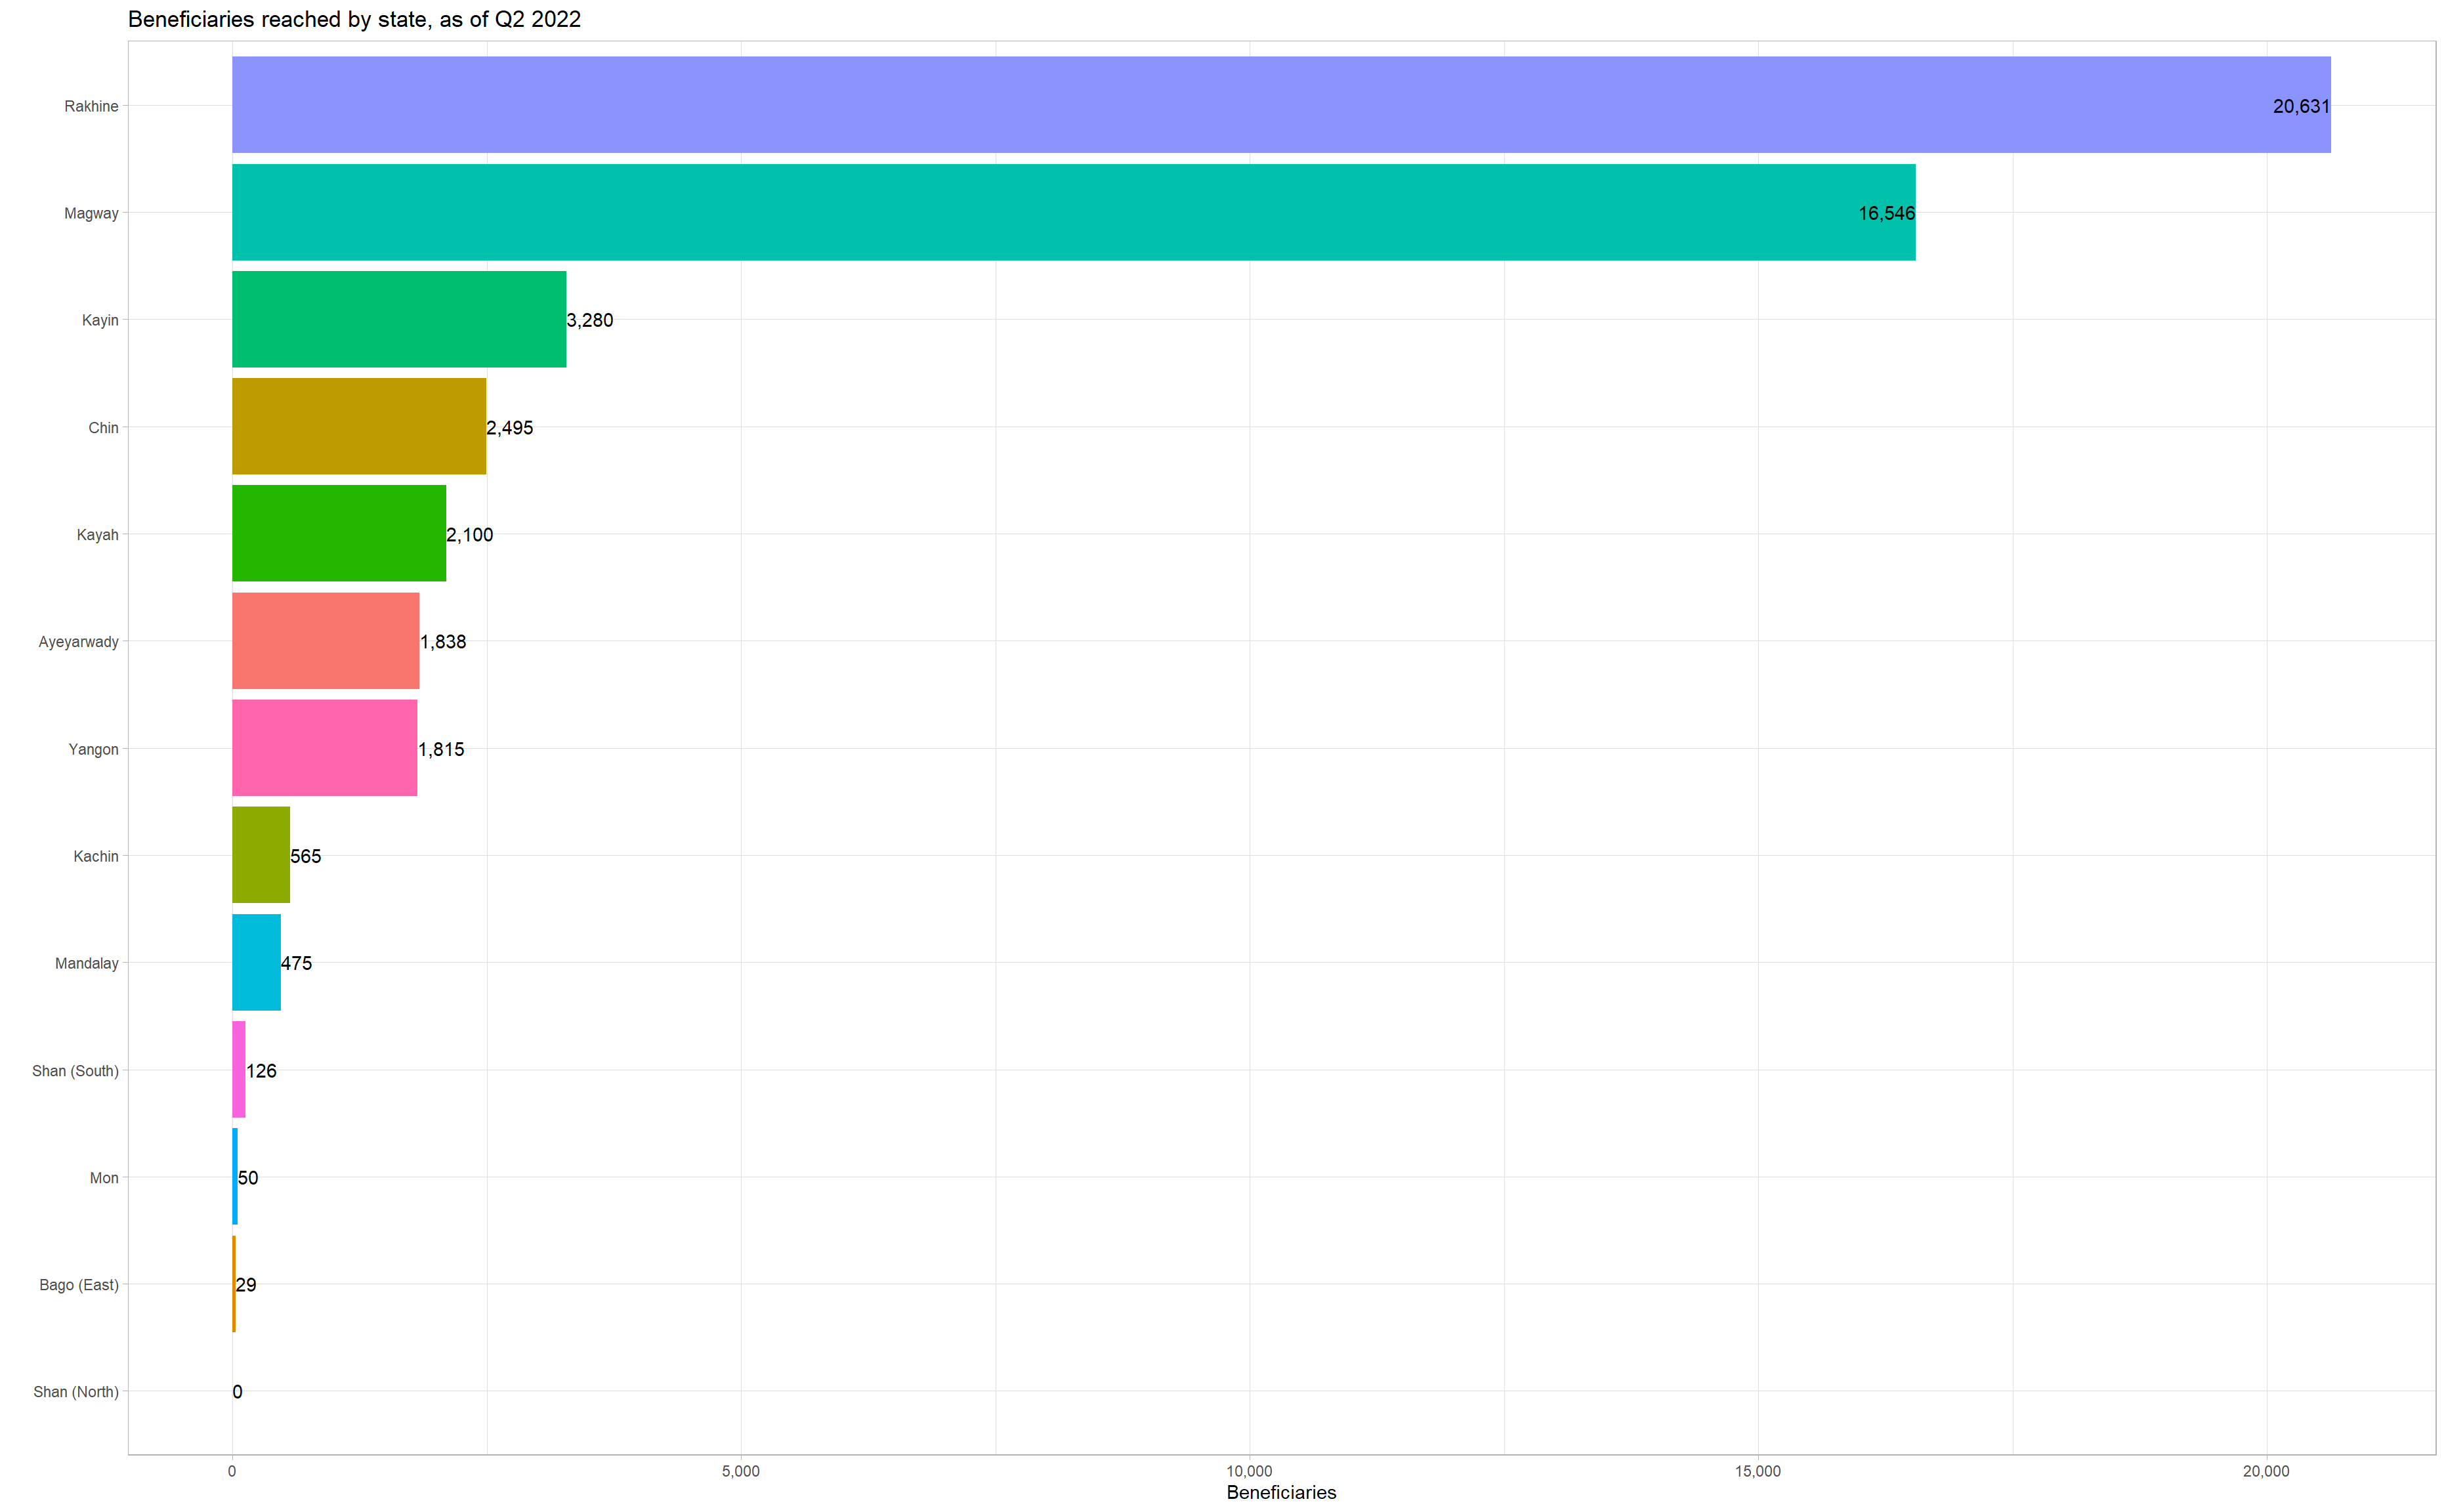 Beneficiaries reached by state, as of Q2 2022
Rakhine 20,631
Magway 16,546
Kayin 3,280
Chin 2,495
Kayah 2,100
Ayeyarwady 1,838
Yangon 1,815
Kachin 565
Mandalay 475
Shan (South) 126
Mon 50
Bago (East) 29
Shan (North) 0
0 5,000 10,000 15,000 20,000
Beneficiaries